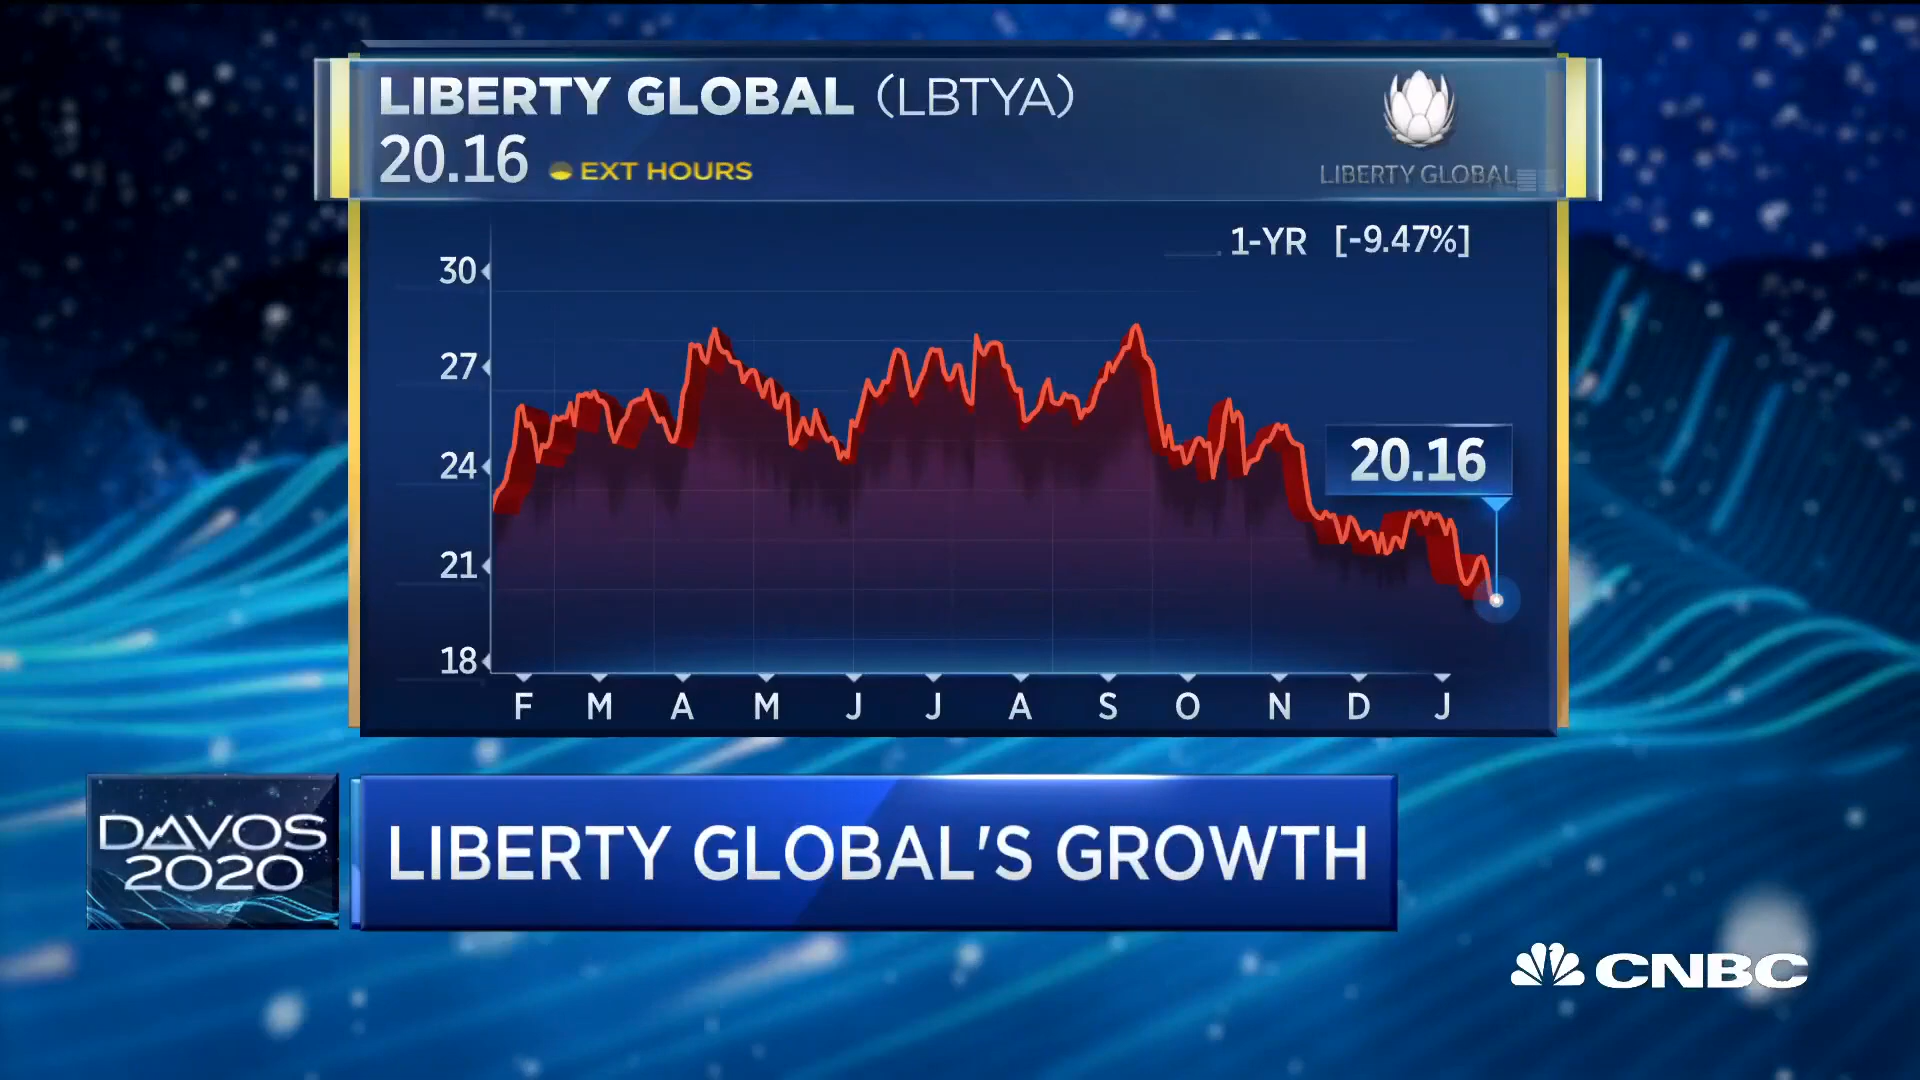 LIBERTY GLOBAL (LBTYA)
20.16 EXT HOURS
LIBERTY GLOBAL
1-YR [-9.47%]
30
27
24
21
18
20.16
F M A M J J A S O N D J
DAVOS
2020
LIBERTY GLOBAL'S GROWTH
CNBC